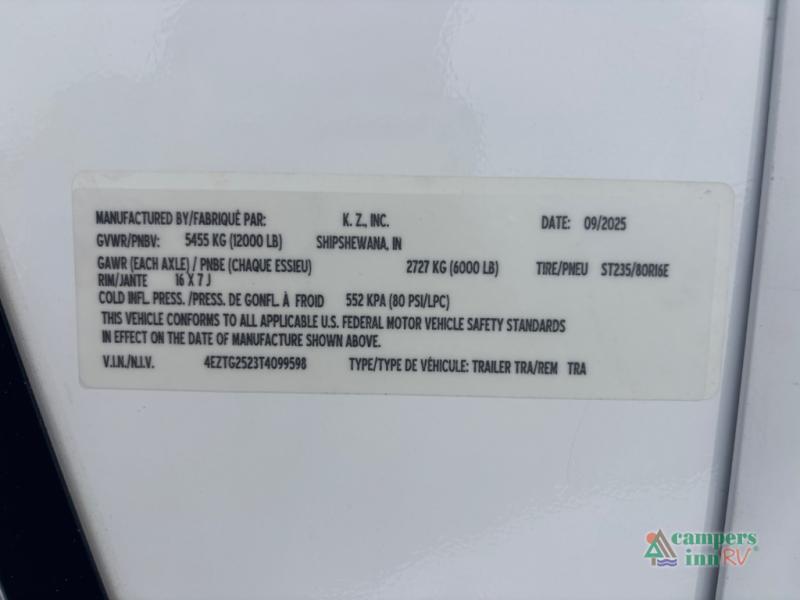 MANUFACTURED BY/FABRIQUÉ PAR: K. Z., INC. DATE: 09/2025
GVWR/PNBV: 5455 KG (12000 LB) SHIPSHEWANA, IN
GAWR (EACH AXLE) / PNBE (CHAQUE ESSIEU) 2727 KG (6000 LB) TIRE/PNEU ST235/80R16E
RIM/JANTE 16 X 7 J
COLD INFL. PRESS. /PRESS. DE GONFL. À FROID 552 KPA (80 PSI/LPC)
THIS VEHICLE CONFORMS TO ALL APPLICABLE U.S. FEDERAL MOTOR VEHICLE SAFETY STANDARDS
IN EFFECT ON THE DATE OF MANUFACTURE SHOWN ABOVE.
V.I.N./N.I.V. 4EZTG2523T4099598 TYPE/TYPE DE VÉHICULE: TRAILER TRA/REM TRA
campers
inn RV®